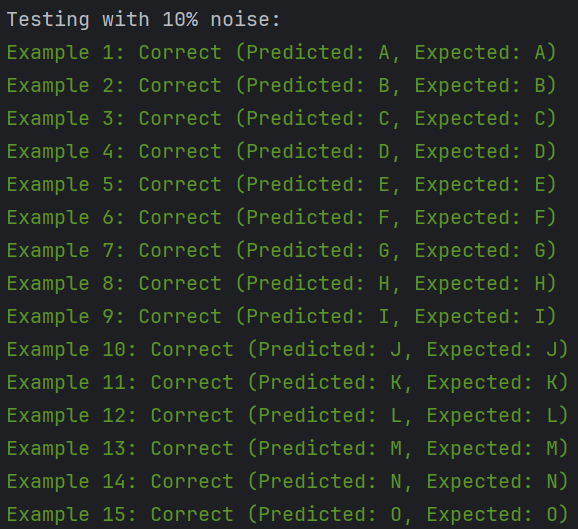 Testing with 10% noise:
Example 1: Correct (Predicted: A, Expected: A)
Example 2: Correct (Predicted: B, Expected: B)
Example 3: Correct (Predicted: C, Expected: C)
Example 4: Correct (Predicted: D, Expected: D)
Example 5: Correct (Predicted: E, Expected: E)
Example 6: Correct (Predicted: F, Expected: F)
Example 7: Correct (Predicted: G, Expected: G)
Example 8: Correct (Predicted: H, Expected: H)
Example 9: Correct (Predicted: I, Expected: I)
Example 10: Correct (Predicted: J, Expected: J)
Example 11: Correct (Predicted: K, Expected: K)
Example 12: Correct (Predicted: L, Expected: L)
Example 13: Correct (Predicted: M, Expected: M)
Example 14: Correct (Predicted: N, Expected: N)
Example 15: Correct (Predicted: O, Expected: O)